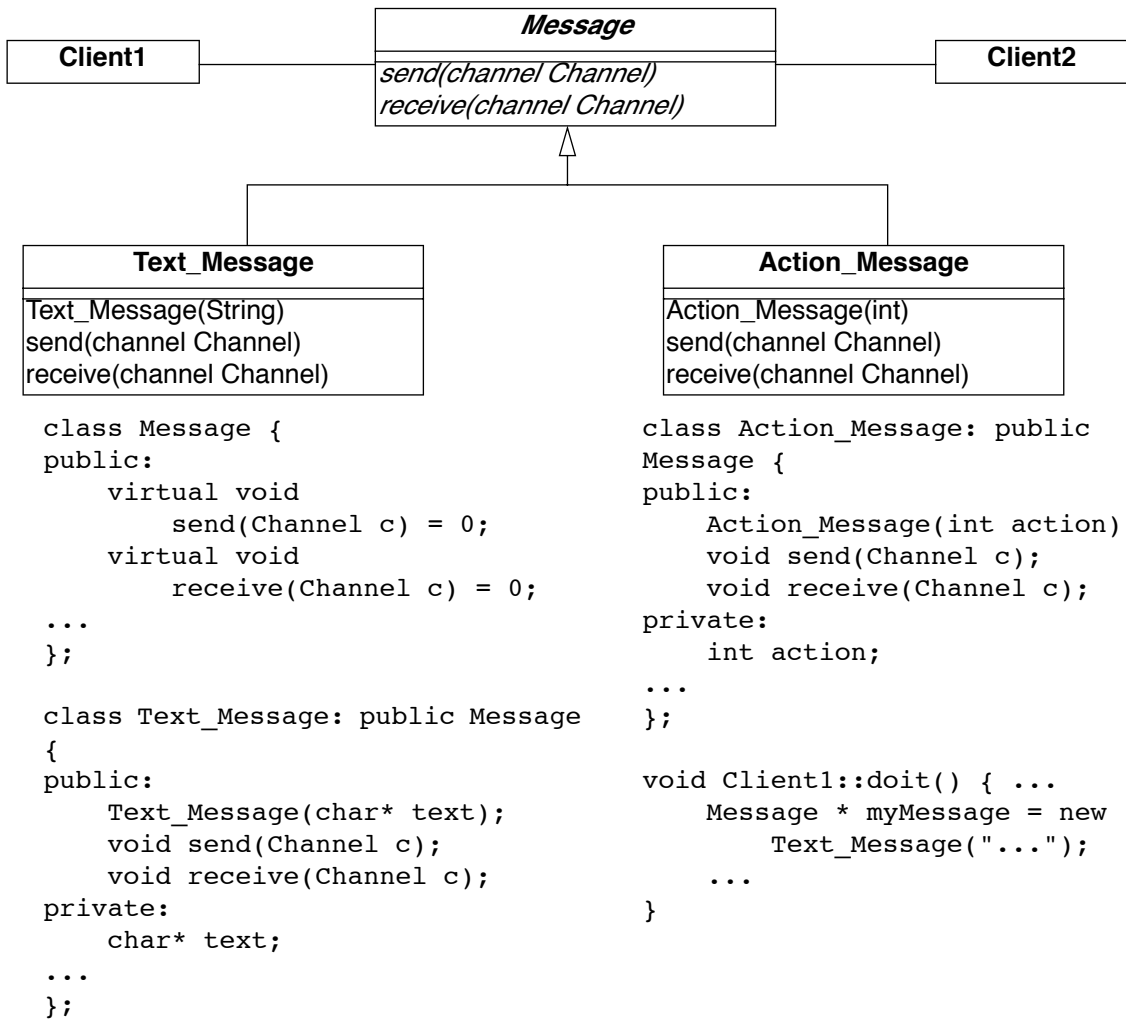 Message
Client1
send(channel Channel)
receive(channel Channel)
Client2
Text_Message
Text_Message(String)
send(channel Channel)
receive(channel Channel)
Action_Message
Action_Message(int)
send(channel Channel)
receive(channel Channel)
class Message {
public:
    virtual void
        send(Channel c) = 0;
    virtual void
        receive(Channel c) = 0;
...
};
class Text_Message: public Message
{
public:
    Text_Message(char* text);
    void send(Channel c);
    void receive(Channel c);
private:
    char* text;
...
};
class Action_Message: public
Message {
public:
    Action_Message(int action)
    void send(Channel c);
    void receive(Channel c);
private:
    int action;
...
};
void Client1::doit() { ...
    Message * myMessage = new
        Text_Message("...");
    ...
}